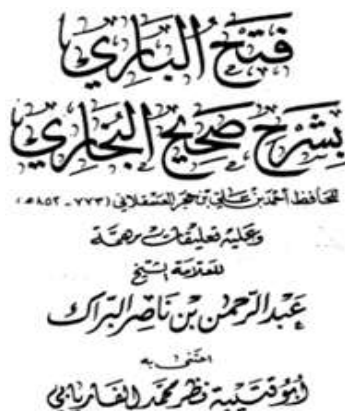 فتح الباري
بشرح صحيح البخاري
للحافظ أحمد بن علي بن حجر العسقلاني (٧٧٣ - ٨٥٢ هـ)
وعليه تعليقات مهمة
للعلامة الشيخ
عبد الرحمن بن ناصر البراك
اعتنى به
أبو قتيبة نظر محمد الفاريابي